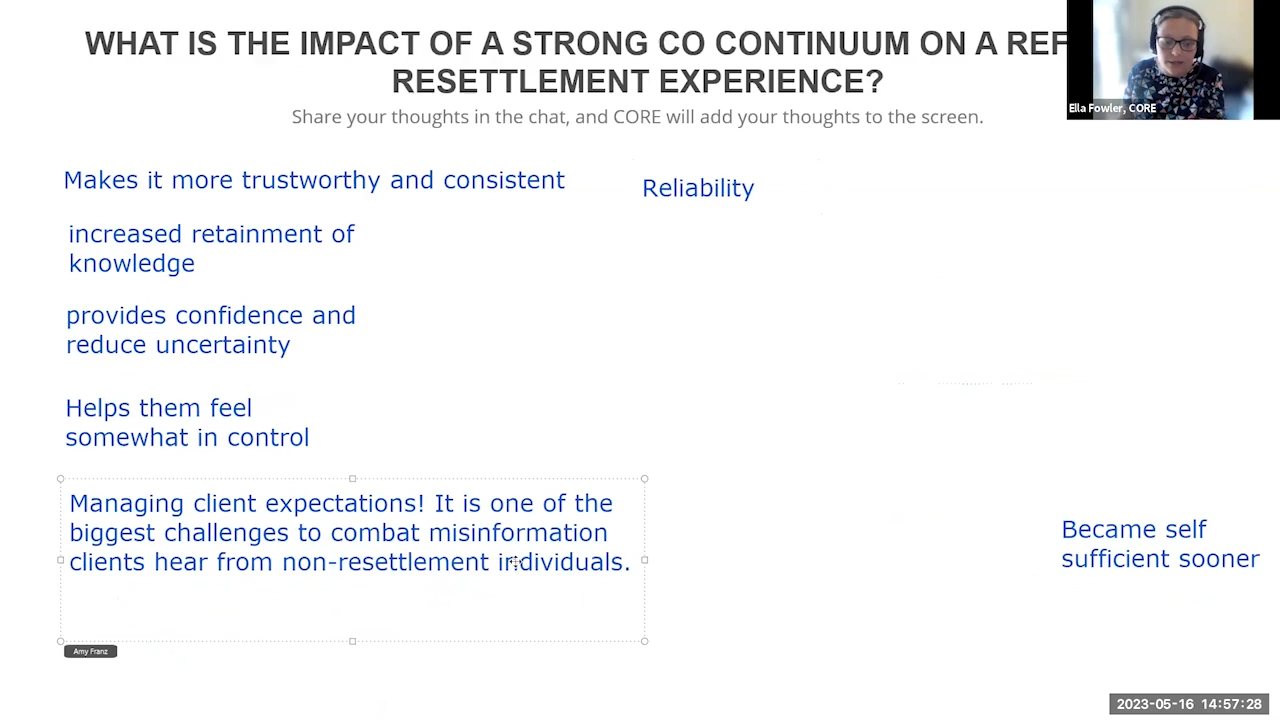 WHAT IS THE IMPACT OF A STRONG CO CONTINUUM ON A REF
RESETTLEMENT EXPERIENCE?
Share your thoughts in the chat, and CORE will add your thoughts to the screen.
Ella Fowler, CORE
Makes it more trustworthy and consistent
Reliability
increased retainment of
knowledge
provides confidence and
reduce uncertainty
Helps them feel
somewhat in control
Managing client expectations! It is one of the
biggest challenges to combat misinformation
clients hear from non-resettlement individuals.
Became self
sufficient sooner
Amy Franz
2023-05-16 14:57:28